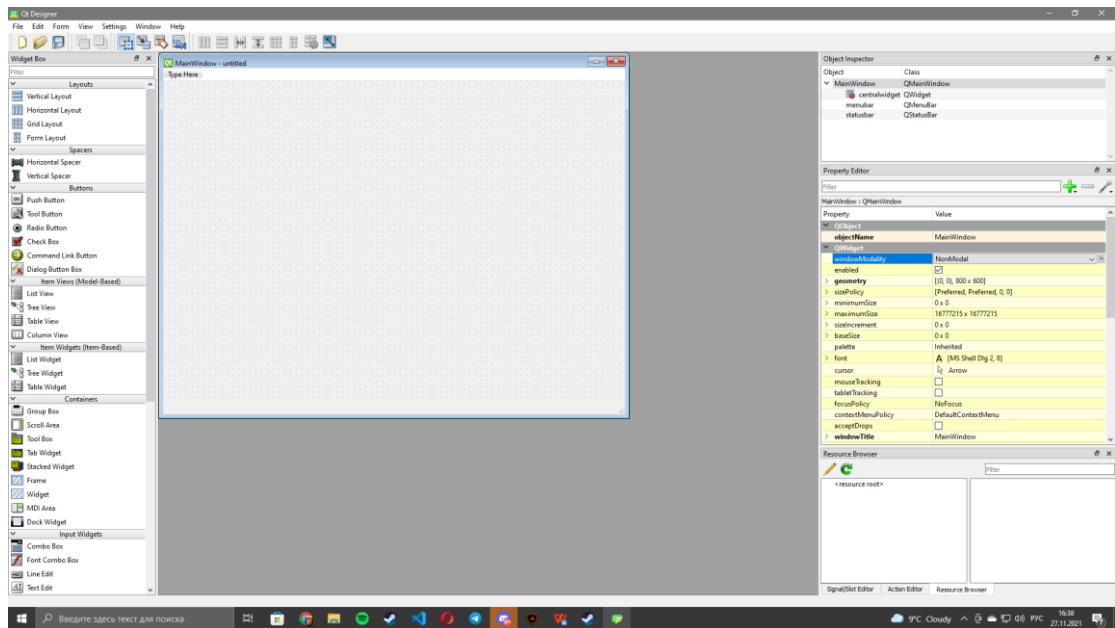 Qt Designer
File Edit Form View Settings Window Help
Widget Box
Filter
Layouts
Vertical Layout
Horizontal Layout
Grid Layout
Form Layout
Spacers
Horizontal Spacer
Vertical Spacer
Buttons
Push Button
Tool Button
Radio Button
Check Box
Command Link Button
Dialog Button Box
Item Views (Model-Based)
List View
Tree View
Table View
Column View
Item Widgets (Item-Based)
List Widget
Tree Widget
Table Widget
Containers
Group Box
Scroll Area
Tool Box
Tab Widget
Stacked Widget
Frame
Widget
MDI Area
Dock Widget
Input Widgets
Combo Box
Font Combo Box
Line Edit
Text Edit
MainWindow - untitled
Type Here
Object Inspector
Object Class
MainWindow QMainWindow
centralwidget QWidget
menubar QMenuBar
statusbar QStatusBar
Property Editor
Filter
MainWindow : QMainWindow
Property Value
QObject
objectName MainWindow
QWidget
windowModality NonModal
enabled
geometry [(0, 0), 800 x 600]
sizePolicy [Preferred, Preferred, 0, 0]
minimumSize 0 x 0
maximumSize 16777215 x 16777215
sizeIncrement 0 x 0
baseSize 0 x 0
palette Inherited
font A [MS Shell Dlg 2, 8]
cursor Arrow
mouseTracking
tabletTracking
focusPolicy NoFocus
contextMenuPolicy DefaultContextMenu
acceptDrops
windowTitle MainWindow
Resource Browser
Filter
<resource root>
Signal/Slot Editor Action Editor Resource Browser
Введите здесь текст для поиска
9°C Cloudy РУС 16:38
27.11.2021